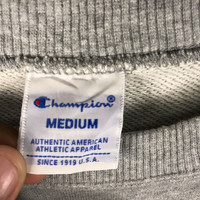 Champion
MEDIUM
AUTHENTIC AMERICAN
ATHLETIC APPAREL
SINCE 1919 U.S.A.